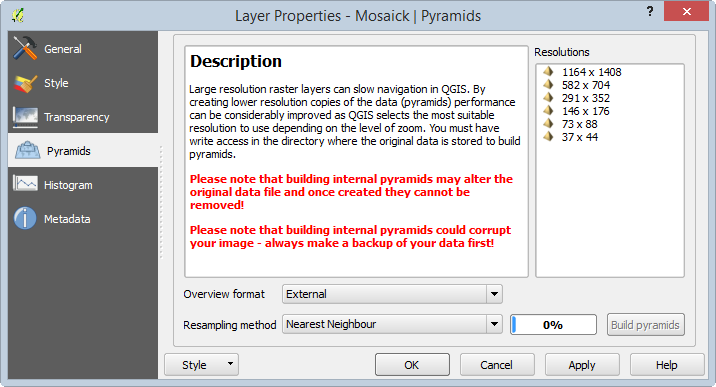 Layer Properties - Mosaick | Pyramids
?
General
Style
Transparency
Pyramids
Histogram
Metadata
Description
Large resolution raster layers can slow navigation in QGIS. By
creating lower resolution copies of the data (pyramids) performance
can be considerably improved as QGIS selects the most suitable
resolution to use depending on the level of zoom. You must have
write access in the directory where the original data is stored to build
pyramids.
Please note that building internal pyramids may alter the
original data file and once created they cannot be
removed!
Please note that building internal pyramids could corrupt
your image - always make a backup of your data first!
Resolutions
1164 x 1408
582 x 704
291 x 352
146 x 176
73 x 88
37 x 44
Overview format External
Resampling method Nearest Neighbour 0% Build pyramids
Style OK Cancel Apply Help